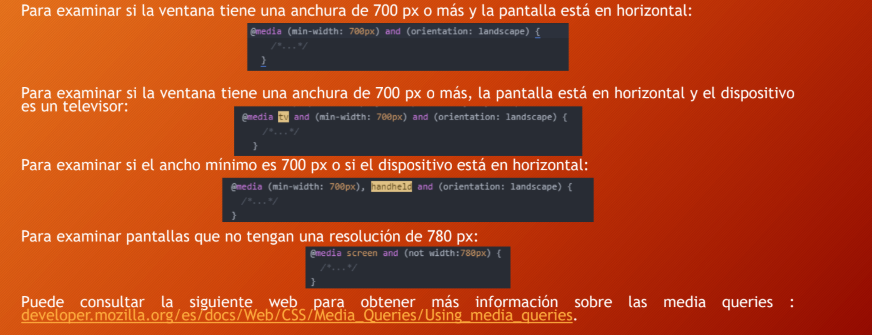 Para examinar si la ventana tiene una anchura de 700 px o más y la pantalla está en horizontal:
@media (min-width: 700px) and (orientation: landscape) {
/*...*/
}
Para examinar si la ventana tiene una anchura de 700 px o más, la pantalla está en horizontal y el dispositivo
es un televisor:
@media tv and (min-width: 700px) and (orientation: landscape) {
/*...*/
}
Para examinar si el ancho mínimo es 700 px o si el dispositivo está en horizontal:
@media (min-width: 700px), handheld and (orientation: landscape) {
/*...*/
}
Para examinar pantallas que no tengan una resolución de 780 px:
@media screen and (not width:780px) {
/*...*/
}
Puede consultar la siguiente web para obtener más información sobre las media queries :
developer.mozilla.org/es/docs/Web/CSS/Media_Queries/Using_media_queries.